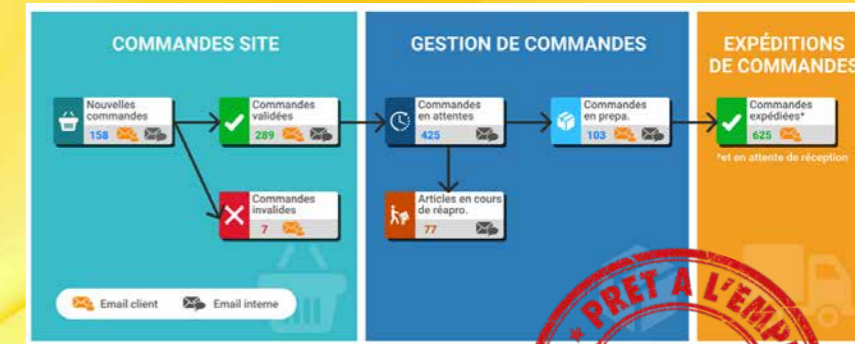 COMMANDES SITE
GESTION DE COMMANDES
EXPÉDITIONS
DE COMMANDES
Nouvelles
commandes
158
Commandes
validées
289
Commandes
en attentes
425
Commandes
en prepa.
103
Commandes
expédiées*
625
*et en attente de réception
Commandes
invalides
7
Articles en cours
de réapro.
77
Email client
Email interne
PRET A